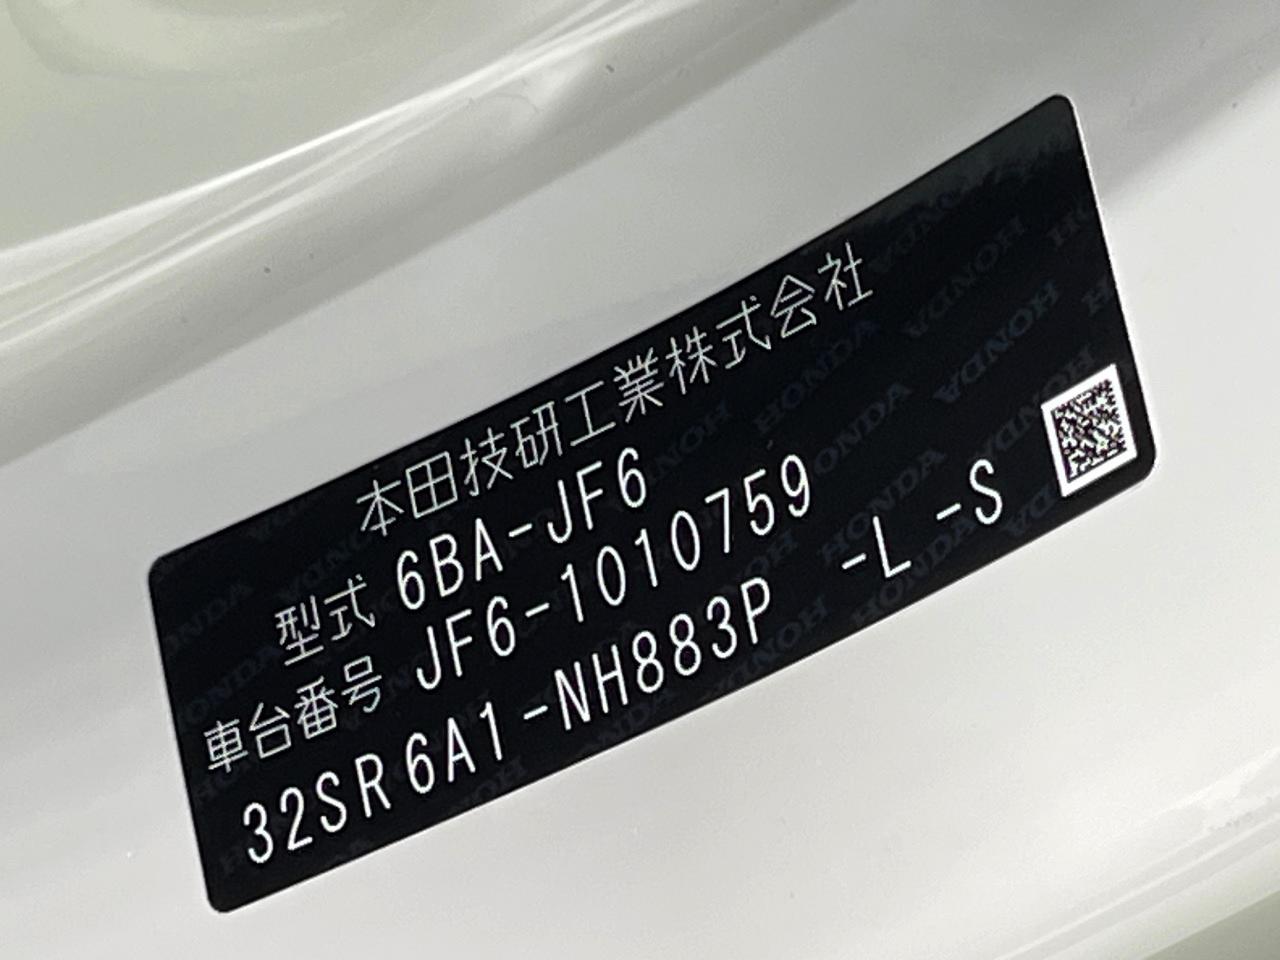 本田技研工業株式会社
型式 6BA-JF6
車台番号 JF6-1010759
32SR6A1-NH883P -L -S